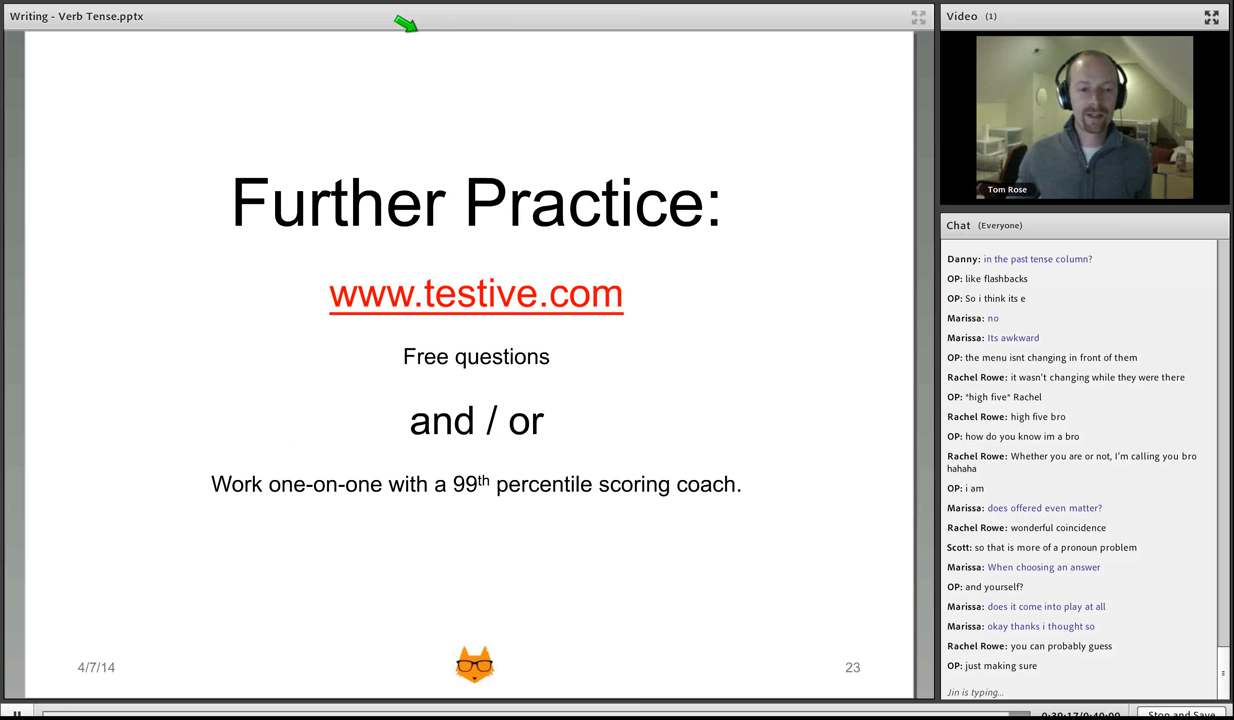 Writing - Verb Tense.pptx
Further Practice:
www.testive.com
Free questions
and / or
Work one-on-one with a 99th percentile scoring coach.
4/7/14
23
Video (1)
Tom Rose
Chat (Everyone)
Danny: in the past tense column?
OP: like flashbacks
OP: So i think its e
Marissa: no
Marissa: Its awkward
OP: the menu isnt changing in front of them
Rachel Rowe: it wasn't changing while they were there
OP: *high five* Rachel
Rachel Rowe: high five bro
OP: how do you know im a bro
Rachel Rowe: Whether you are or not, I'm calling you bro
hahaha
OP: i am
Marissa: does offered even matter?
Rachel Rowe: wonderful coincidence
Scott: so that is more of a pronoun problem
Marissa: When choosing an answer
OP: and yourself?
Marissa: does it come into play at all
Marissa: okay thanks i thought so
Rachel Rowe: you can probably guess
OP: just making sure
Jin is typing...
Stop and Save